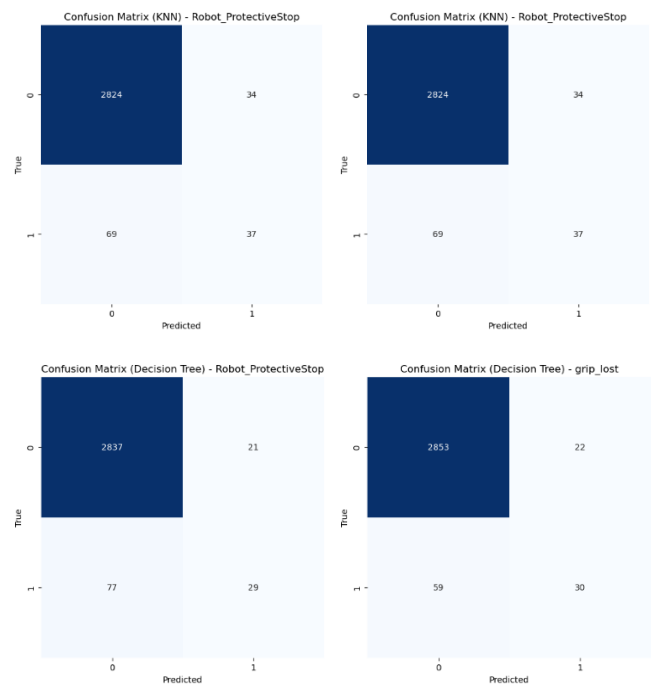 Confusion Matrix (KNN) - Robot_ProtectiveStop
0
2824
34
True
1
69
37
0
1
Predicted
Confusion Matrix (KNN) - Robot_ProtectiveStop
0
2824
34
True
1
69
37
0
1
Predicted
Confusion Matrix (Decision Tree) - Robot_ProtectiveStop
0
2837
21
True
1
77
29
0
1
Predicted
Confusion Matrix (Decision Tree) - grip_lost
0
2853
22
True
1
59
30
0
1
Predicted